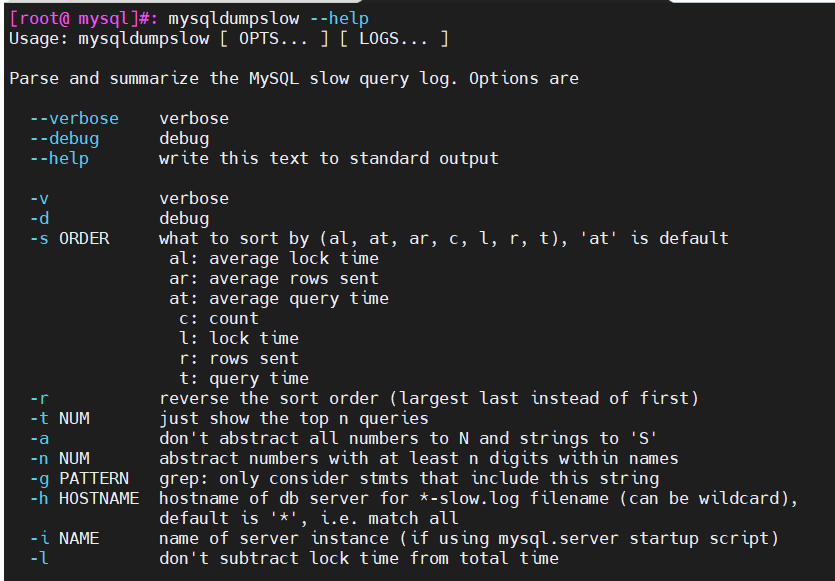 [root@ mysql]#: mysqldumpslow --help
Usage: mysqldumpslow [ OPTS... ] [ LOGS... ]
Parse and summarize the MySQL slow query log. Options are
--verbose    verbose
--debug      debug
--help       write this text to standard output
-v           verbose
-d           debug
-s ORDER     what to sort by (al, at, ar, c, l, r, t), 'at' is default
al: average lock time
ar: average rows sent
at: average query time
c: count
l: lock time
r: rows sent
t: query time
-r           reverse the sort order (largest last instead of first)
-t NUM       just show the top n queries
-a           don't abstract all numbers to N and strings to 'S'
-n NUM       abstract numbers with at least n digits within names
-g PATTERN   grep: only consider stmts that include this string
-h HOSTNAME  hostname of db server for *-slow.log filename (can be wildcard),
default is '*', i.e. match all
-i NAME      name of server instance (if using mysql.server startup script)
-l           don't subtract lock time from total time